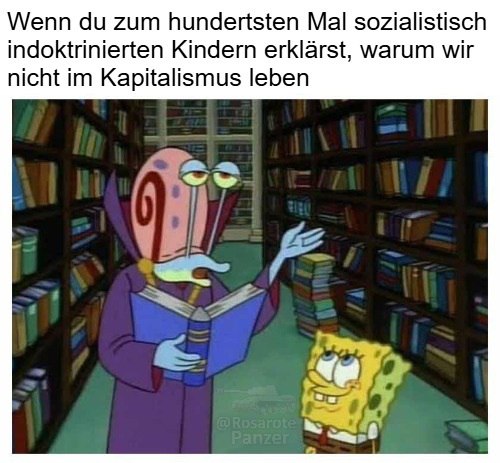 Wenn du zum hundertsten Mal sozialistisch
indoktrinierten Kindern erklärst, warum wir
nicht im Kapitalismus leben
@Rosarote
Panzer